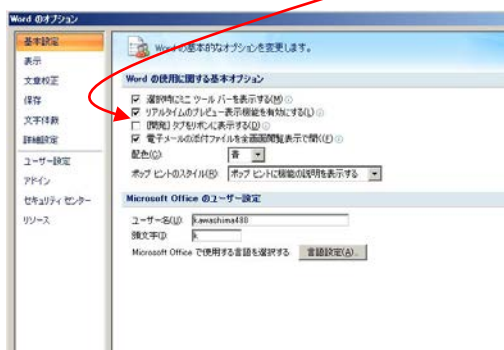 Word のオプション
基本設定
表示
文章校正
保存
文字体裁
詳細設定
ユーザー設定
アドイン
セキュリティ センター
リソース
Word の基本的なオプションを変更します。
Word の使用に関する基本オプション
選択時にミニ ツール バーを表示する(M)
リアルタイムのプレビュー表示機能を有効にする(L)
[開発] タブをリボンに表示する(D)
電子メールの添付ファイルを全画面閲覧表示で開く(F)
配色(C): 青
ポップ ヒントのスタイル(R): ポップ ヒントに機能の説明を表示する
Microsoft Office のユーザー設定
ユーザー名(U): kawashima480
頭文字(I): k
Microsoft Office で使用する言語を選択する 言語設定(A)...